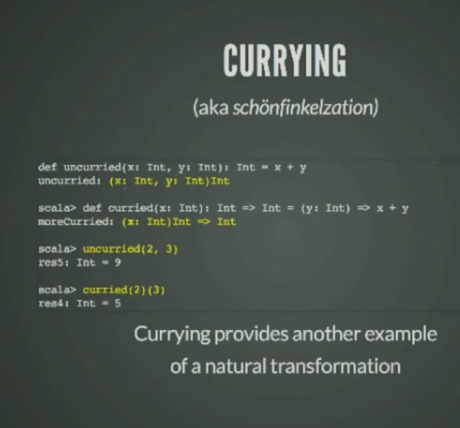 CURRYING
(aka schönfinkelzation)
def uncurried(x: Int, y: Int): Int = x + y
uncurried: (x: Int, y: Int)Int
scala> def curried(x: Int): Int => Int = (y: Int) => x + y
moreCurried: (x: Int)Int => Int
scala> uncurried(2, 3)
res5: Int = 9
scala> curried(2)(3)
res4: Int = 5
Currying provides another example
of a natural transformation